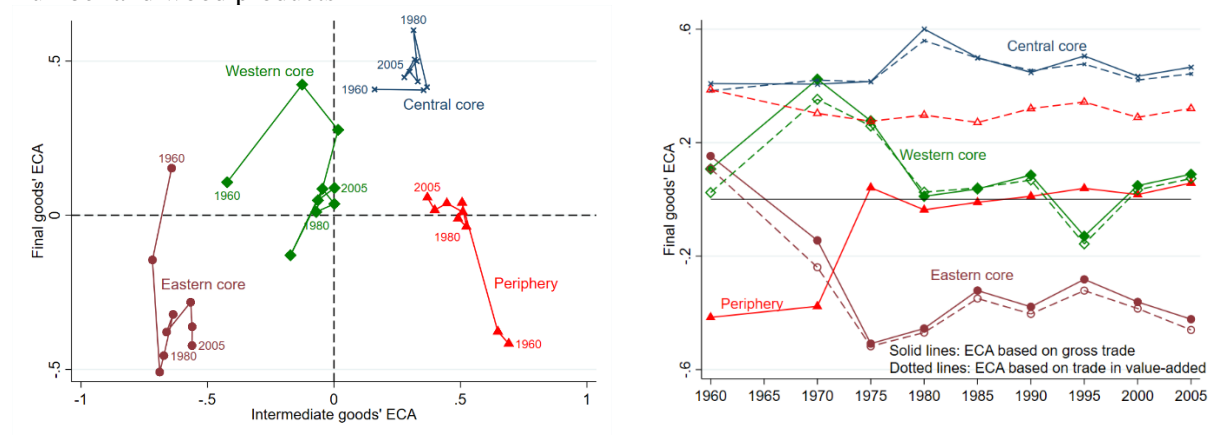 1980
.5
Western core
2005
1960
Central core
1960
1960
2005
2005
0
1980
1980
Eastern core
Periphery
2005
1980
1960
-.5
-1 -.5 0 .5 1
Final goods' ECA
Intermediate goods' ECA
.6
Central core
.2
Western core
-.2
Eastern core
Periphery
Solid lines: ECA based on gross trade
Dotted lines: ECA based on trade in value-added
-.6
1960 1965 1970 1975 1980 1985 1990 1995 2000 2005
Final goods' ECA